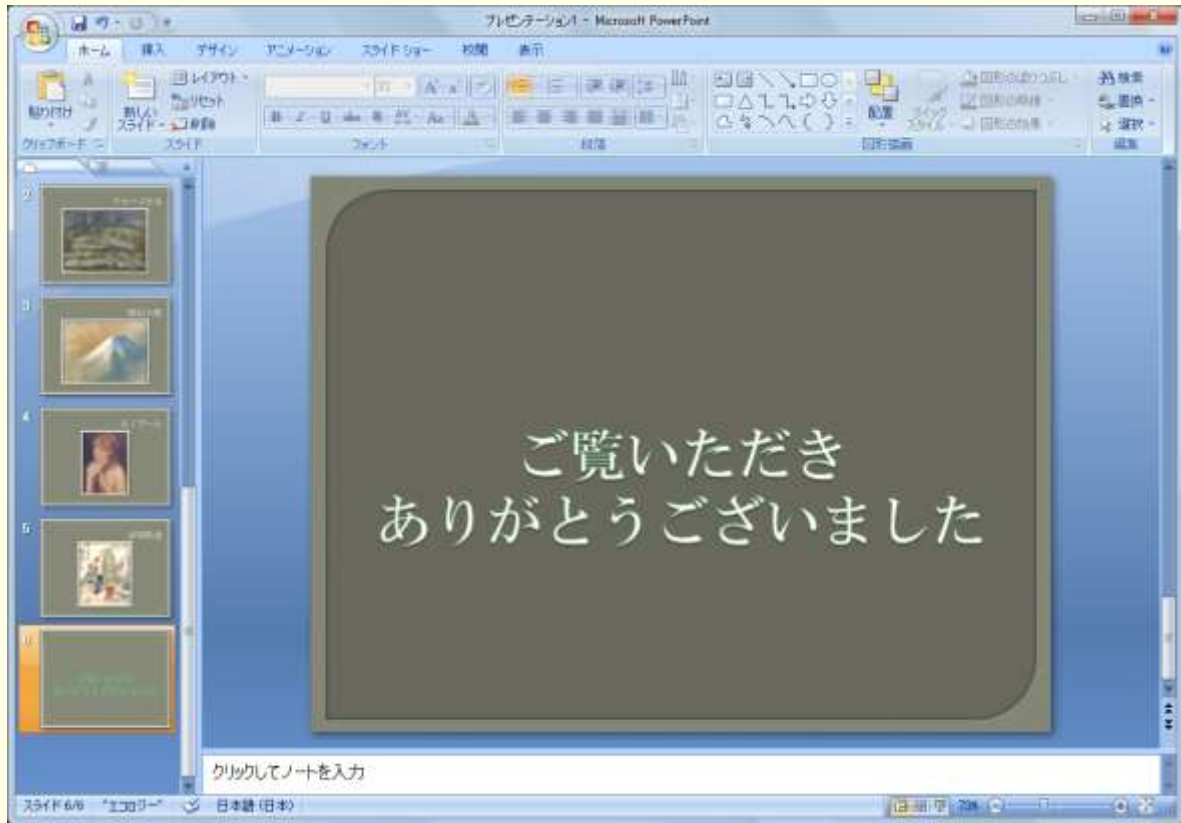 プレゼンテーション1 - Microsoft PowerPoint
ホーム 挿入 デザイン アニメーション スライド ショー 校閲 表示
貼り付け
新しい
スライド
レイアウト
リセット
削除
配置
検索
置換
選択
クリップボード スライド フォント 段落 図形描画 編集
2
3
4
5
6
ご覧いただき
ありがとうございました
クリックしてノートを入力
スライド 6/6 "エコロジー" 日本語 (日本)